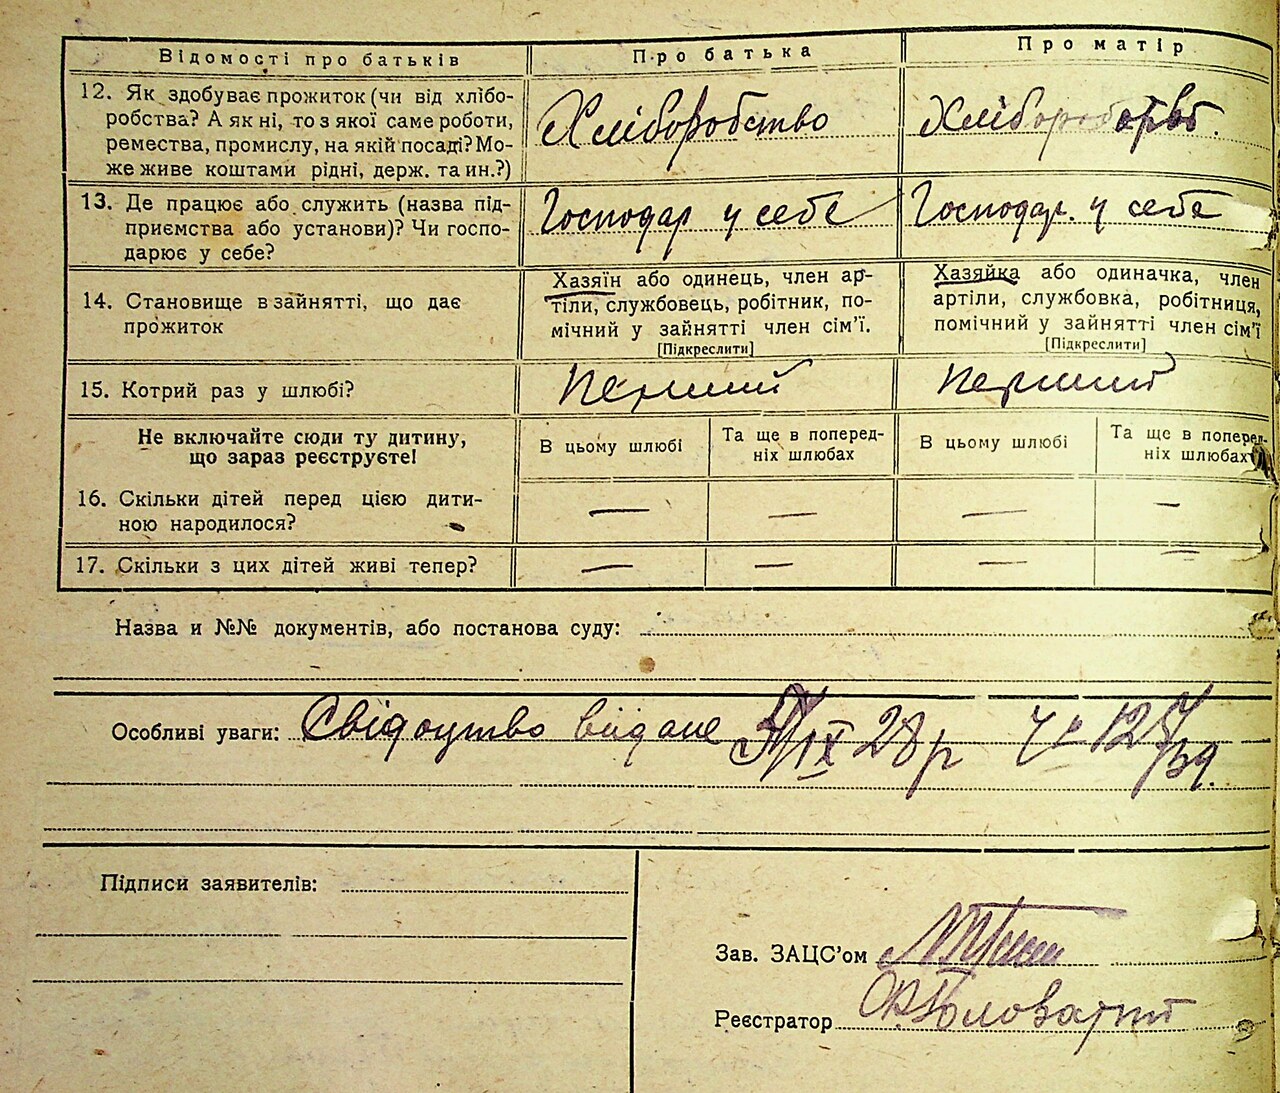 Відомості про батьків
Про батька
Про матір
12. Як здобуває прожиток (чи від хлібо-
робства? А як ні, то з якої саме роботи,
ремества, промислу, на якій посаді? Мо-
же живе коштами рідні, держ. та ин.?)
Хліборобство
13. Де працює або служить (назва під-
приємства або установи)? Чи госпо-
дарює у себе?
Господар у себе
Господар. у себе
14. Становище в зайнятті, що дає
прожиток
Хазяїн або одинець, член ар-
тіли, службовець, робітник, по-
мічний у зайнятті член сім'ї.
[Підкреслити]
Хазяйка або одиначка, член
артіли, службовка, робітниця,
помічний у зайнятті член сім'ї
[Підкреслити]
15. Котрий раз у шлюбі?
Перший
Перший
Не включайте сюди ту дитину,
що зараз реєструєте!
В цьому шлюбі
Та ще в поперед-
ніх шлюбах
В цьому шлюбі
Та ще в поперед-
ніх шлюбах
16. Скільки дітей перед цією дити-
ною народилося?
— — — —
17. Скільки з цих дітей живі тепер?
— — — —
Назва и №№ документів, або постанова суду:
Особливі уваги: Свідоцтво видане IX 28 р
Підписи заявителів:
Зав. ЗАЦС'ом
Реєстратор Головатий